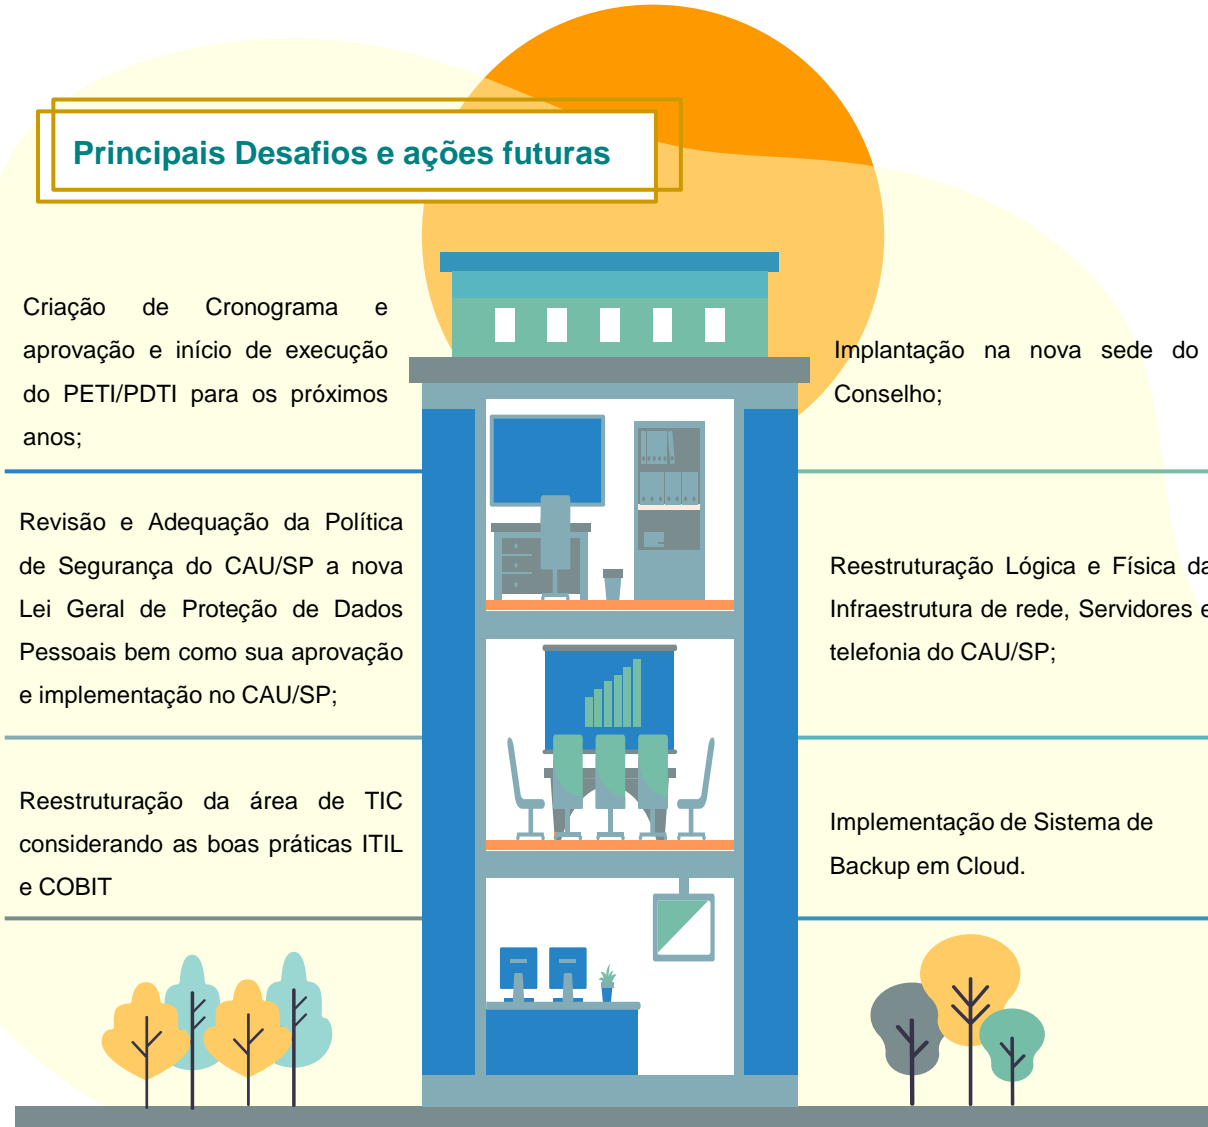 Principais Desafios e ações futuras
Criação de Cronograma e
aprovação e início de execução
do PETI/PDTI para os próximos
anos;
Revisão e Adequação da Política
de Segurança do CAU/SP a nova
Lei Geral de Proteção de Dados
Pessoais bem como sua aprovação
e implementação no CAU/SP;
Reestruturação da área de TIC
considerando as boas práticas ITIL
e COBIT
Implantação na nova sede do
Conselho;
Reestruturação Lógica e Física da
Infraestrutura de rede, Servidores e
telefonia do CAU/SP;
Implementação de Sistema de
Backup em Cloud.